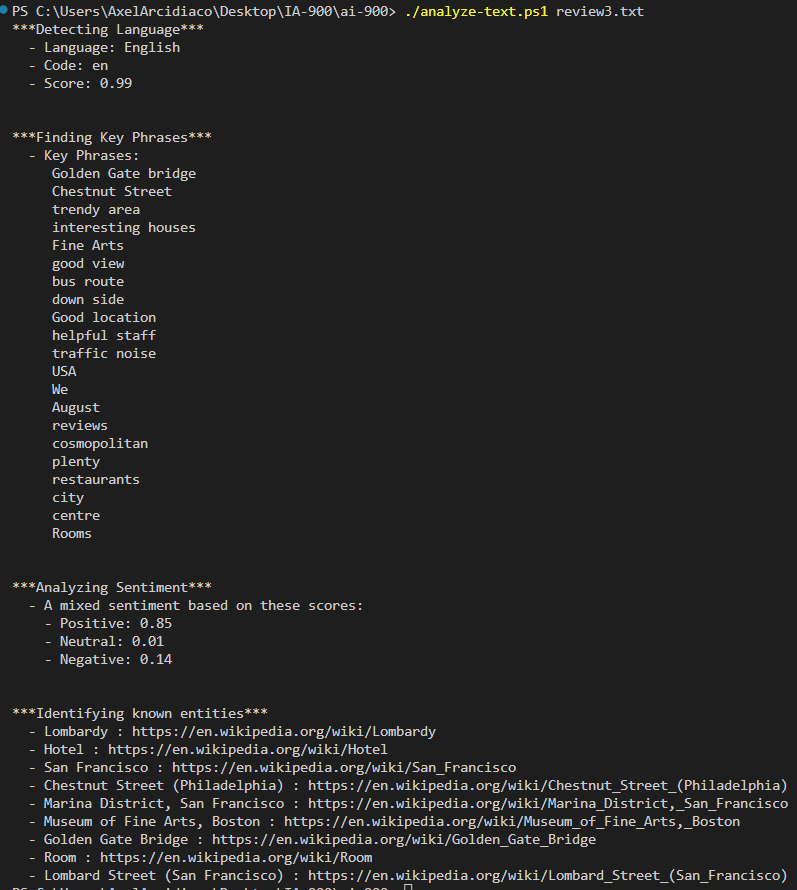 PS C:\Users\AxelArcidiaco\Desktop\IA-900\ai-900> ./analyze-text.ps1 review3.txt
***Detecting Language***
- Language: English
- Code: en
- Score: 0.99
***Finding Key Phrases***
- Key Phrases:
Golden Gate bridge
Chestnut Street
trendy area
interesting houses
Fine Arts
good view
bus route
down side
Good location
helpful staff
traffic noise
USA
We
August
reviews
cosmopolitan
plenty
restaurants
city
centre
Rooms
***Analyzing Sentiment***
- A mixed sentiment based on these scores:
- Positive: 0.85
- Neutral: 0.01
- Negative: 0.14
***Identifying known entities***
- Lombardy : https://en.wikipedia.org/wiki/Lombardy
- Hotel : https://en.wikipedia.org/wiki/Hotel
- San Francisco : https://en.wikipedia.org/wiki/San_Francisco
- Chestnut Street (Philadelphia) : https://en.wikipedia.org/wiki/Chestnut_Street_(Philadelphia)
- Marina District, San Francisco : https://en.wikipedia.org/wiki/Marina_District,_San_Francisco
- Museum of Fine Arts, Boston : https://en.wikipedia.org/wiki/Museum_of_Fine_Arts,_Boston
- Golden Gate Bridge : https://en.wikipedia.org/wiki/Golden_Gate_Bridge
- Room : https://en.wikipedia.org/wiki/Room
- Lombard Street (San Francisco) : https://en.wikipedia.org/wiki/Lombard_Street_(San_Francisco)